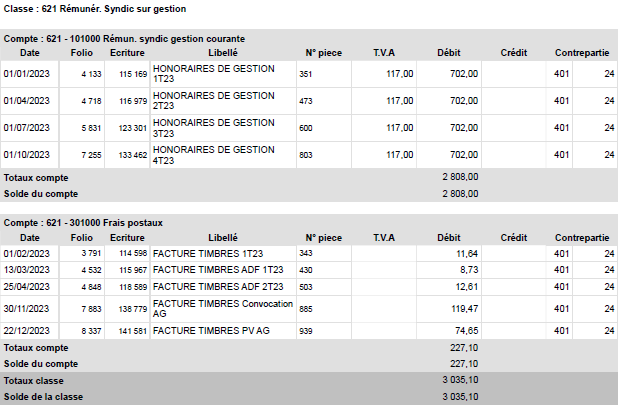 Classe : 621 Rémunér. Syndic sur gestion
Compte : 621 - 101000 Rémun. syndic gestion courante
Date Folio Ecriture Libellé N° piece T.V.A Débit Crédit Contrepartie
01/01/2023 4 133 115 169 HONORAIRES DE GESTION 1T23 351 117,00 702,00 401 24
01/04/2023 4 718 116 979 HONORAIRES DE GESTION 2T23 473 117,00 702,00 401 24
01/07/2023 5 831 123 301 HONORAIRES DE GESTION 3T23 600 117,00 702,00 401 24
01/10/2023 7 255 133 462 HONORAIRES DE GESTION 4T23 803 117,00 702,00 401 24
Totaux compte 2 808,00
Solde du compte 2 808,00
Compte : 621 - 301000 Frais postaux
Date Folio Ecriture Libellé N° piece T.V.A Débit Crédit Contrepartie
01/02/2023 3 791 114 598 FACTURE TIMBRES 1T23 343 11,64 401 24
13/03/2023 4 532 115 967 FACTURE TIMBRES ADF 1T23 430 8,73 401 24
25/04/2023 4 848 118 589 FACTURE TIMBRES ADF 2T23 503 12,61 401 24
30/11/2023 7 883 138 779 FACTURE TIMBRES Convocation AG 885 119,47 401 24
22/12/2023 8 337 141 581 FACTURE TIMBRES PV AG 939 74,65 401 24
Totaux compte 227,10
Solde du compte 227,10
Totaux classe 3 035,10
Solde de la classe 3 035,10